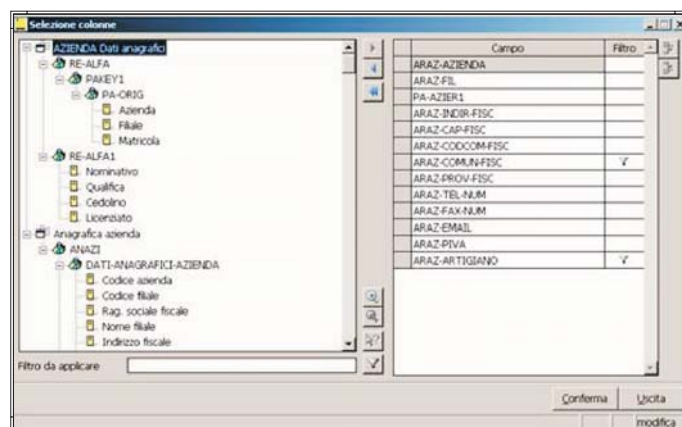 Selezione colonne
AZIENDA Dati anagrafici
RE-ALFA
PAKEY1
PA-ORIG
Azienda
Filiale
Matricola
RE-ALFA1
Nominativo
Qualifica
Cedolino
Licenziato
Anagrafica azienda
ANAZI
DATI-ANAGRAFICI-AZIENDA
Codice azienda
Codice filiale
Rag. sociale fiscale
Nome filiale
Indirizzo fiscale
Filtro da applicare
Campo Filtro
ARAZ-AZIENDA
ARAZ-FIL
PA-AZIER1
ARAZ-INDIR-FISC
ARAZ-CAP-FISC
ARAZ-CODCOM-FISC
ARAZ-COMUN-FISC
ARAZ-PROV-FISC
ARAZ-TEL-NUM
ARAZ-FAX-NUM
ARAZ-EMAIL
ARAZ-PIVA
ARAZ-ARTIGIANO
Conferma Uscita
modifica